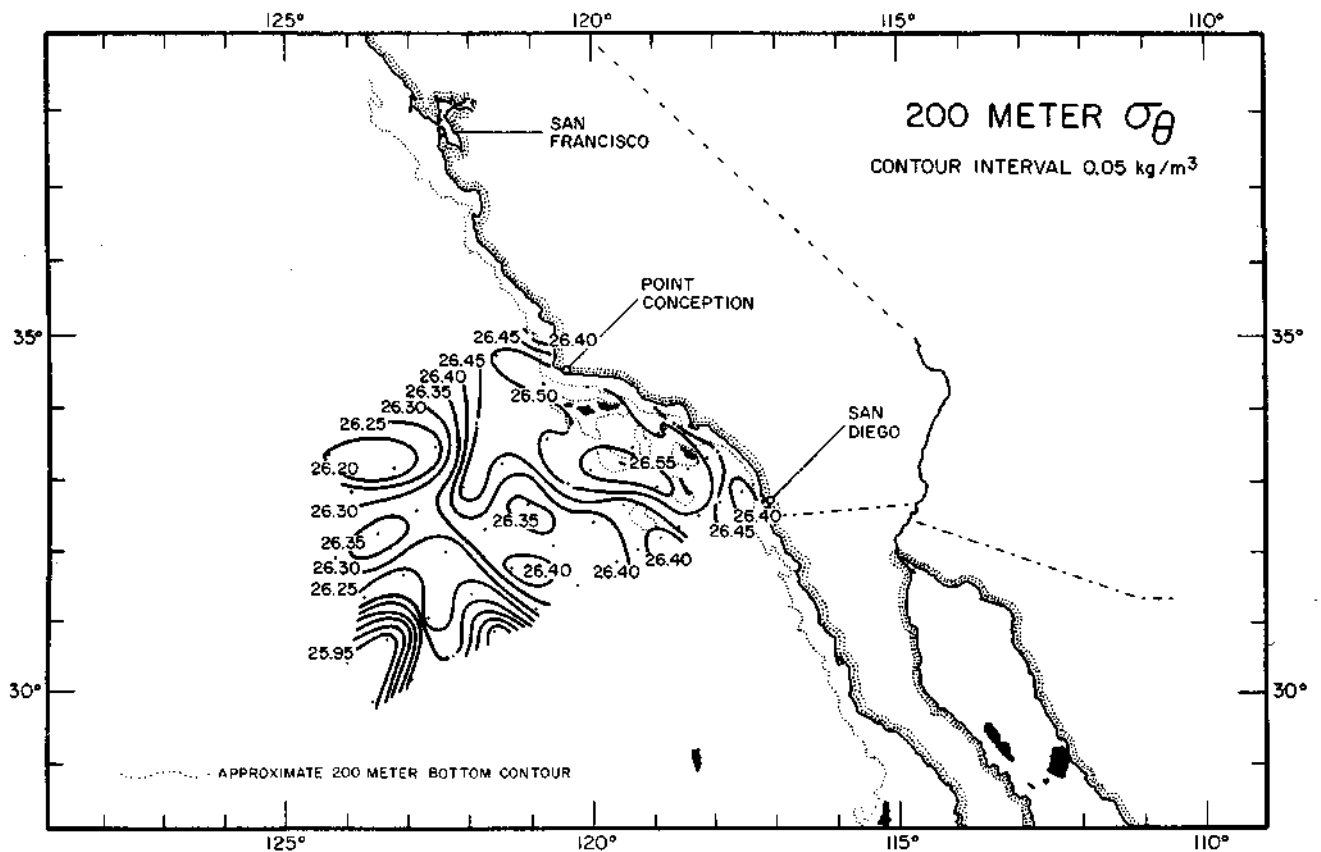 125° 120° 115° 110°
200 METER σθ
CONTOUR INTERVAL 0.05 kg/m³
SAN
FRANCISCO
POINT
CONCEPTION
35° 35°
26.45 26.40
26.45
26.40
26.35
26.30
26.25
26.20
26.50
SAN
DIEGO
26.55
26.30
26.35
26.40
26.45
26.35
26.30
26.40
26.40
26.40
26.25
25.95
30° 30°
APPROXIMATE 200 METER BOTTOM CONTOUR
125° 120° 115° 110°